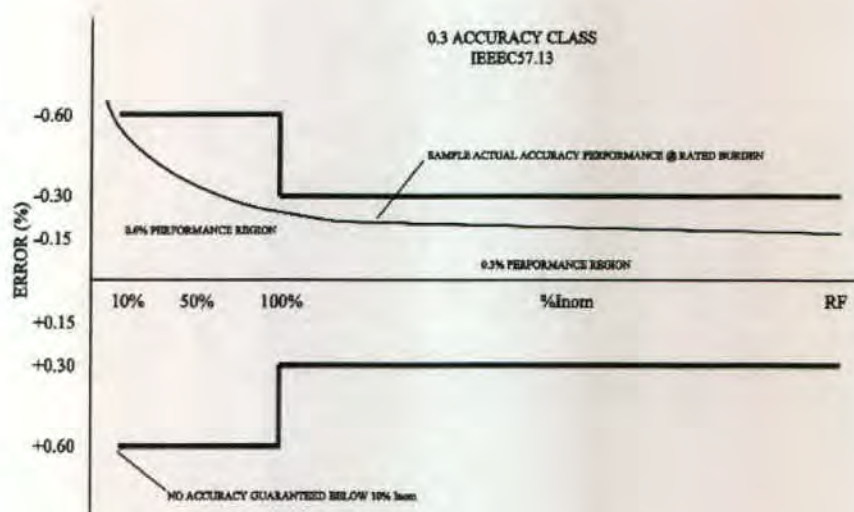 0.3 ACCURACY CLASS
IEEEC57.13
-0.60
SAMPLE ACTUAL ACCURACY PERFORMANCE @ RATED BURDEN
-0.30
0.6% PERFORMANCE REGION
-0.15
0.3% PERFORMANCE REGION
ERROR (%)
10% 50% 100% %Inom RF
+0.15
+0.30
+0.60
NO ACCURACY GUARANTEED BELOW 10% Inom